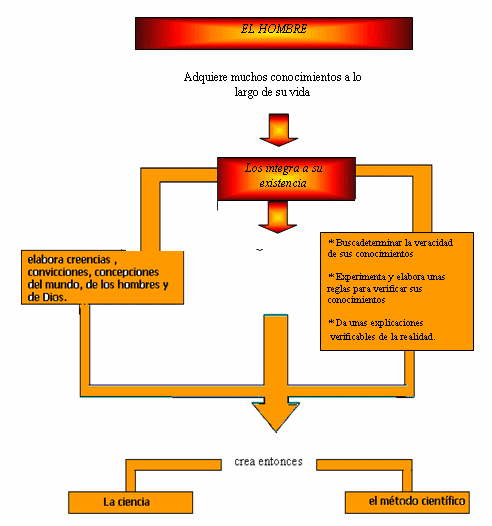 EL HOMBRE
Adquiere muchos conocimientos a lo
largo de su vida
Los integra a su
existencia
elabora creencias ,
convicciones, concepciones
del mundo, de los hombres y
de Dios.
* Buscadeterminar la veracidad
de sus conocimientos
* Experimenta y elabora unas
reglas para verificar sus
conocimientos
* Da unas explicaciones
verificables de la realidad.
crea entonces
La ciencia
el método científico